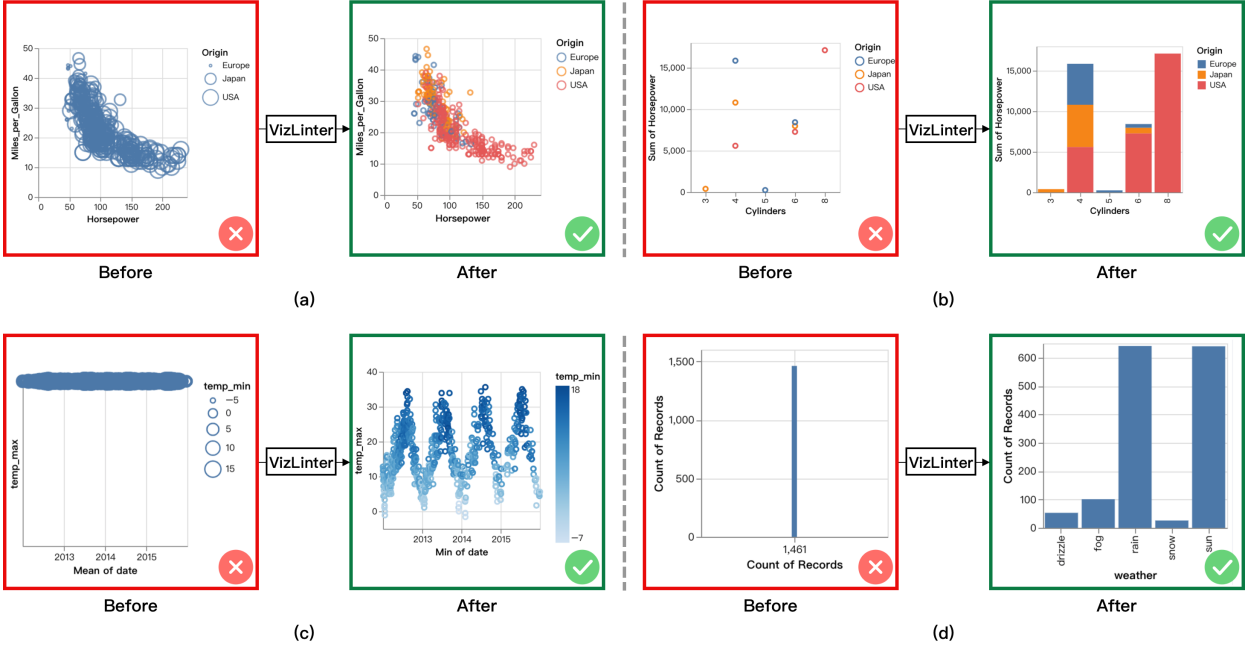 Origin
Europe
Japan
USA
Miles_per_Gallon
50
40
30
20
10
0
0 50 100 150 200
Horsepower
Before
VizLinter
Origin
Europe
Japan
USA
Miles_per_Gallon
50
40
30
20
10
0
0 50 100 150 200
Horsepower
After
(a)
Origin
Europe
Japan
USA
Sum of Horsepower
15,000
10,000
5,000
0
3 4 5 6 8
Cylinders
Before
VizLinter
Origin
Europe
Japan
USA
Sum of Horsepower
15,000
10,000
5,000
0
3 4 5 6 8
Cylinders
After
(b)
temp_max
temp_min
−5
0
5
10
15
2013 2014 2015
Mean of date
Before
VizLinter
temp_max
40
30
20
10
0
temp_min
18
−7
2013 2014 2015
Min of date
After
(c)
Count of Records
1,500
1,000
500
0
1,461
Count of Records
Before
VizLinter
Count of Records
600
500
400
300
200
100
0
drizzle fog rain snow sun
weather
After
(d)